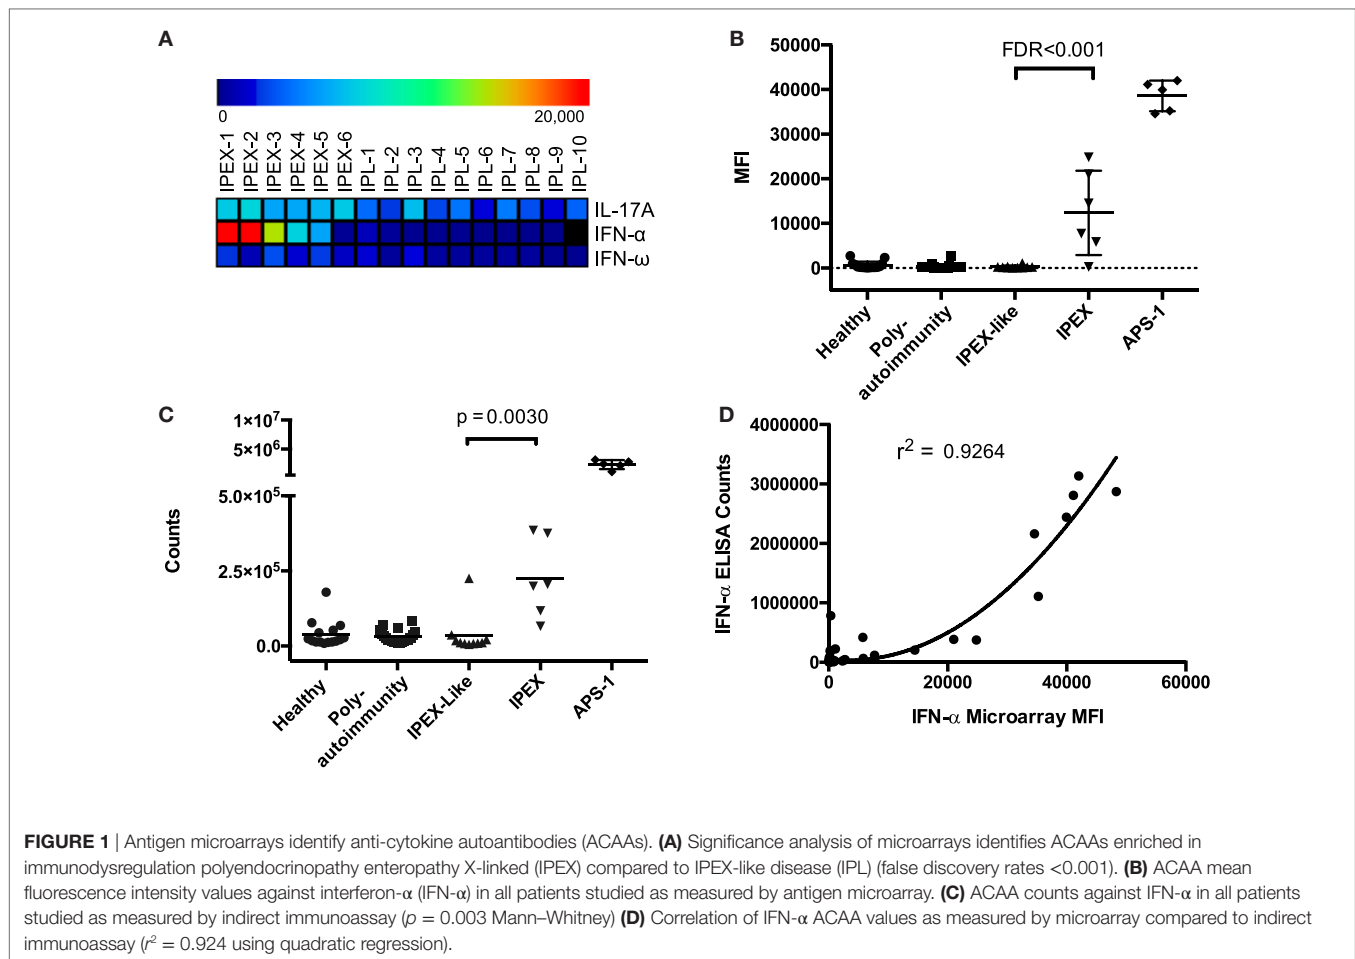 A
0 20,000
IPEX-1
IPEX-2
IPEX-3
IPEX-4
IPEX-5
IPEX-6
IPL-1
IPL-2
IPL-3
IPL-4
IPL-5
IPL-6
IPL-7
IPL-8
IPL-9
IPL-10
IL-17A
IFN-α
IFN-ω
B
FDR<0.001
MFI
50000
40000
30000
20000
10000
0
Healthy
Poly-
autoimmunity
IPEX-like
IPEX
APS-1
C
p = 0.0030
Counts
1×10⁷
5×10⁶
5.0×10⁵
2.5×10⁵
0.0
Healthy
Poly-
autoimmunity
IPEX-Like
IPEX
APS-1
D
r² = 0.9264
IFN-α ELISA Counts
4000000
3000000
2000000
1000000
0
0 20000 40000 60000
IFN-α Microarray MFI
FIGURE 1 | Antigen microarrays identify anti-cytokine autoantibodies (ACAAs). (A) Significance analysis of microarrays identifies ACAAs enriched in
immunodysregulation polyendocrinopathy enteropathy X-linked (IPEX) compared to IPEX-like disease (IPL) (false discovery rates <0.001). (B) ACAA mean
fluorescence intensity values against interferon-α (IFN-α) in all patients studied as measured by antigen microarray. (C) ACAA counts against IFN-α in all patients
studied as measured by indirect immunoassay (p = 0.003 Mann–Whitney) (D) Correlation of IFN-α ACAA values as measured by microarray compared to indirect
immunoassay (r² = 0.924 using quadratic regression).